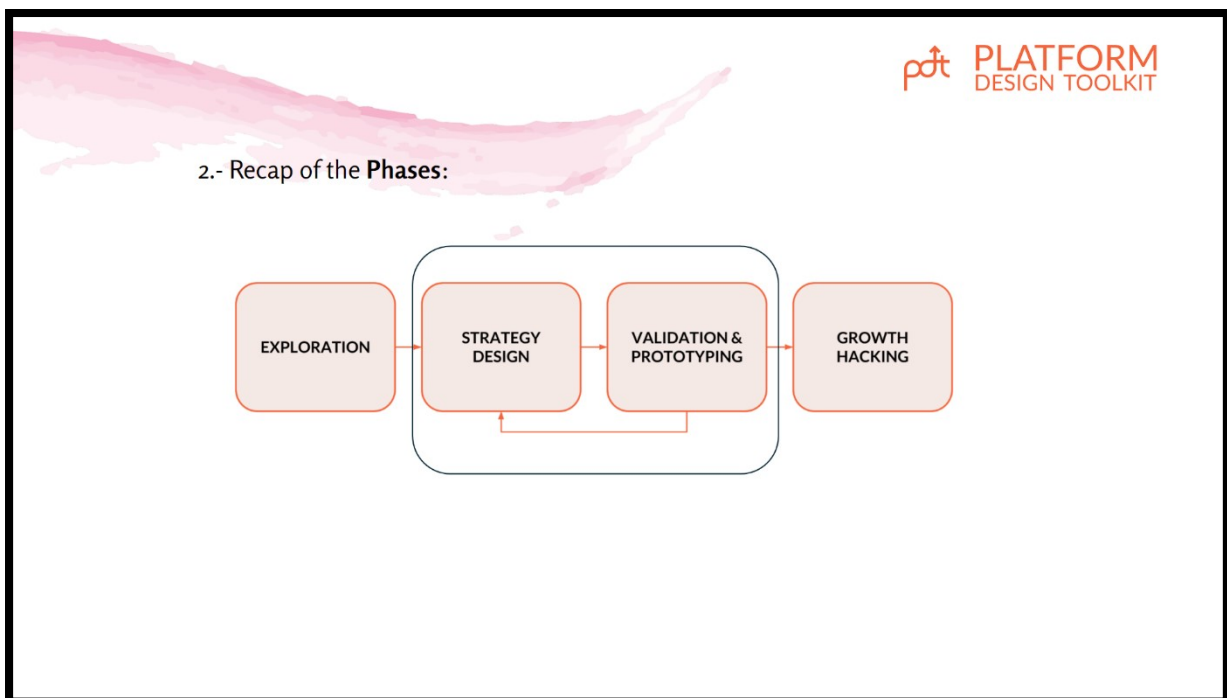 pdt PLATFORM
DESIGN TOOLKIT
2.- Recap of the Phases:
EXPLORATION
STRATEGY
DESIGN
VALIDATION &
PROTOTYPING
GROWTH
HACKING